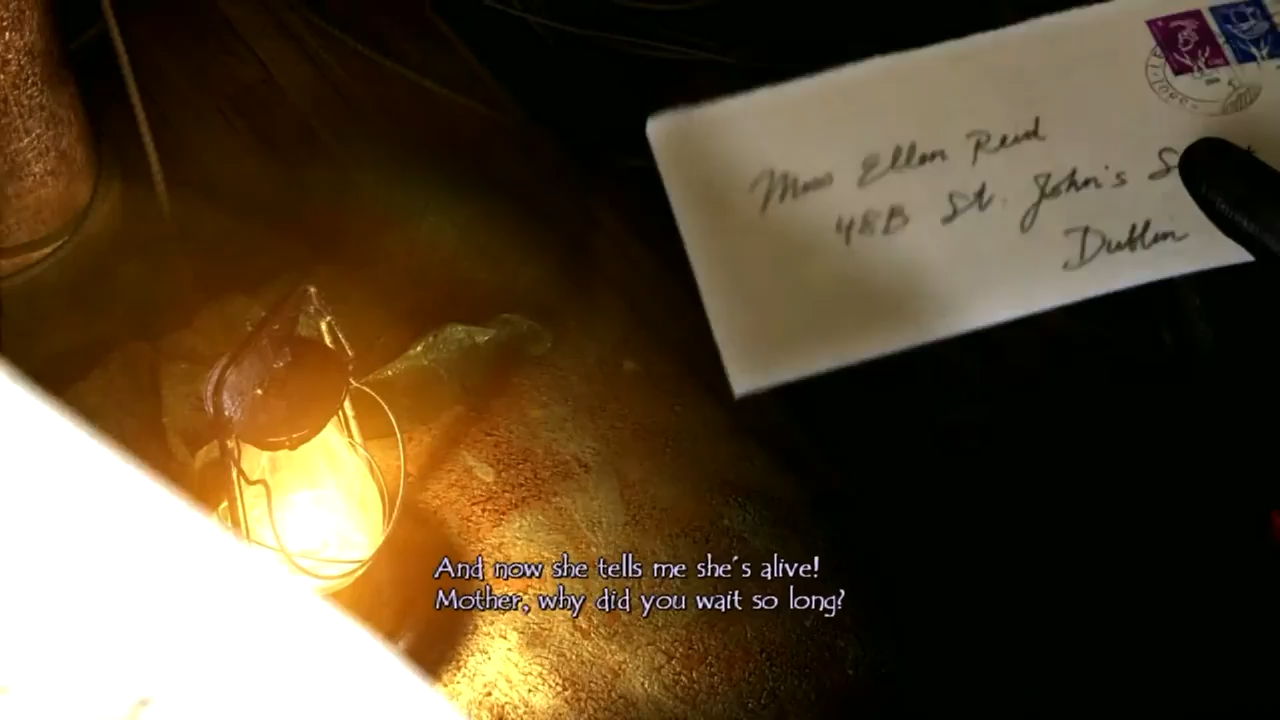 Miss Ellen Reid
48B St. John's S
Dublin
And now she tells me she's alive!
Mother, why did you wait so long?